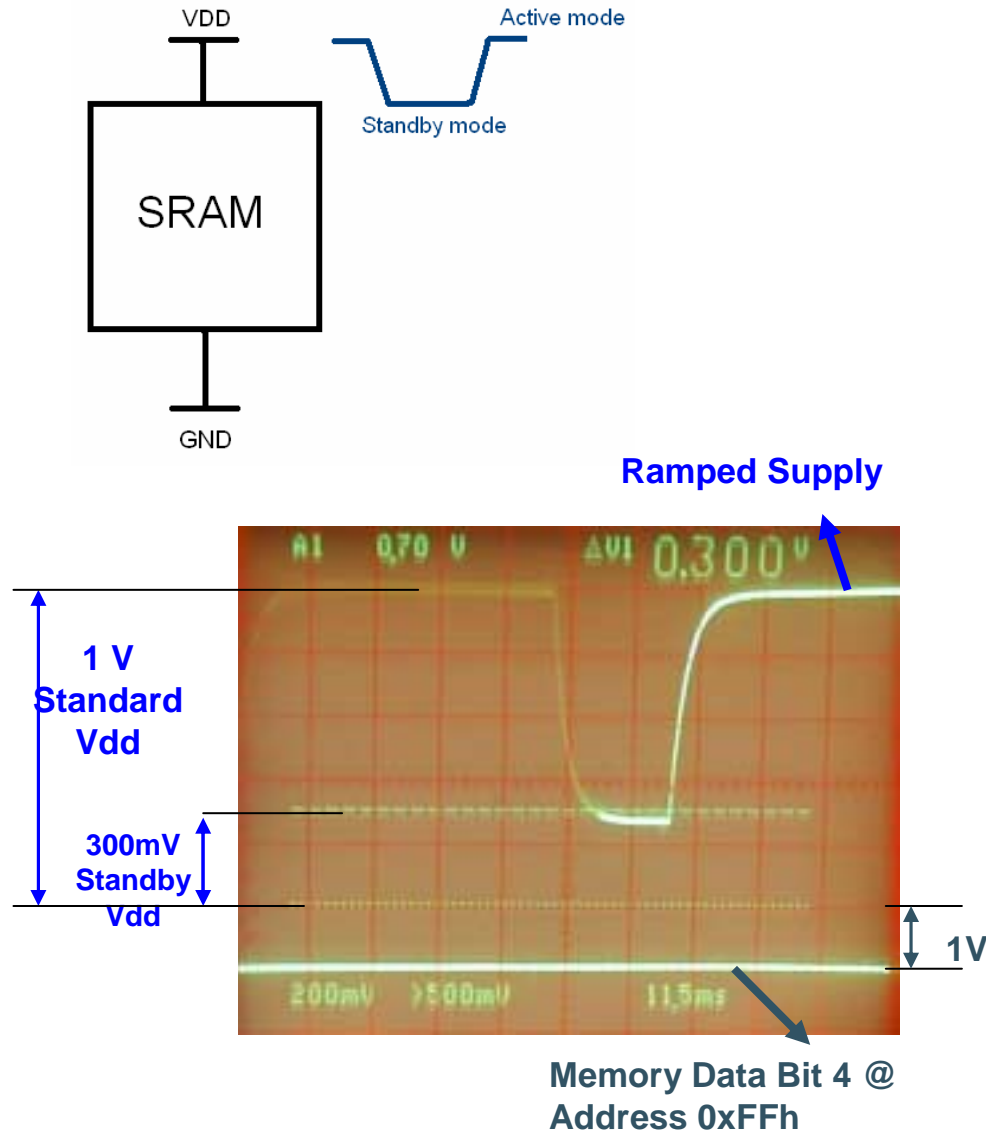 VDD
Active mode
Standby mode
SRAM
GND
Ramped Supply
A1 0,70 V ΔV1 0.300 V
1 V
Standard
Vdd
300mV
Standby
Vdd
1V
200mV >500mV 11,5ms
Memory Data Bit 4 @
Address 0xFFh